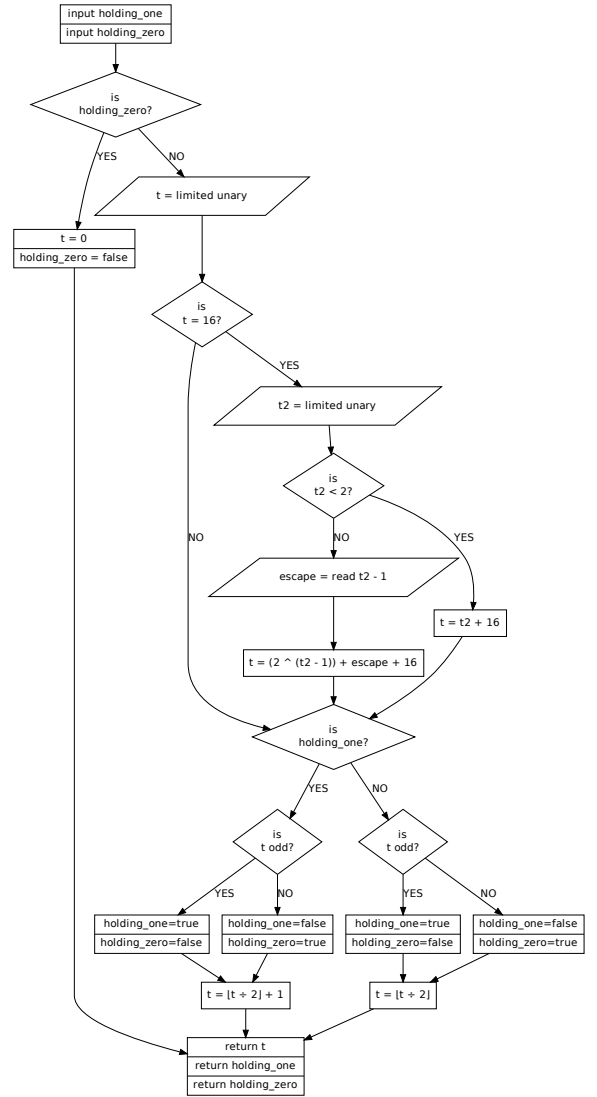 input holding_one
input holding_zero
is
holding_zero?
YES
NO
t = limited unary
t = 0
holding_zero = false
is
t = 16?
YES
t2 = limited unary
is
t2 < 2?
NO
NO
YES
escape = read t2 - 1
t = t2 + 16
t = (2 ^ (t2 - 1)) + escape + 16
is
holding_one?
YES
NO
is
t odd?
is
t odd?
YES
NO
YES
NO
holding_one=true
holding_zero=false
holding_one=false
holding_zero=true
holding_one=true
holding_zero=false
holding_one=false
holding_zero=true
t = ⌊t ÷ 2⌋ + 1
t = ⌊t ÷ 2⌋
return t
return holding_one
return holding_zero